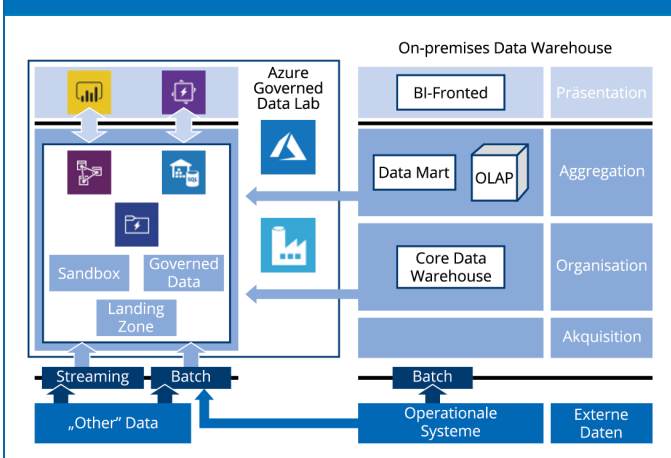 On-premises Data Warehouse
Azure
Governed
Data Lab
BI-Fronted
Präsentation
Data Mart
OLAP
Aggregation
SQL
Sandbox
Governed
Data
Landing
Zone
Core Data
Warehouse
Organisation
Akquisition
Streaming
Batch
Batch
„Other” Data
Operationale
Systeme
Externe
Daten